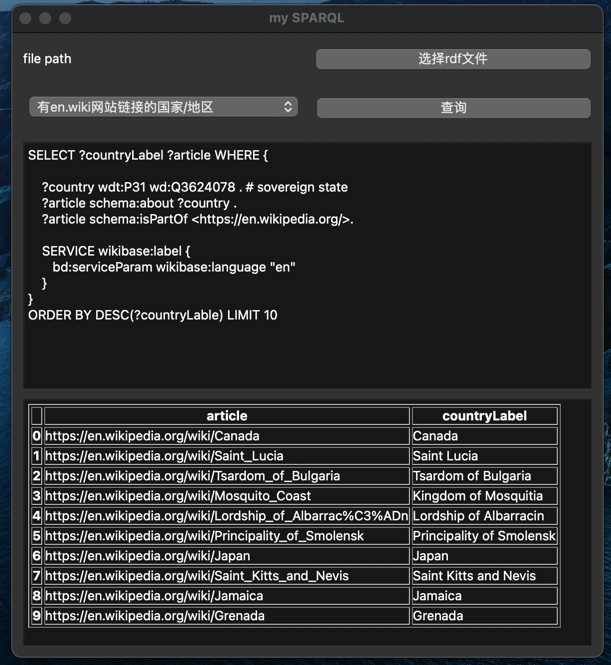 my SPARQL
file path
选择rdf文件
有en.wiki网站链接的国家/地区
查询
SELECT ?countryLabel ?article WHERE {
?country wdt:P31 wd:Q3624078 . # sovereign state
?article schema:about ?country .
?article schema:isPartOf <https://en.wikipedia.org/>.
SERVICE wikibase:label {
bd:serviceParam wikibase:language "en"
}
}
ORDER BY DESC(?countryLable) LIMIT 10
article countryLabel
0 https://en.wikipedia.org/wiki/Canada Canada
1 https://en.wikipedia.org/wiki/Saint_Lucia Saint Lucia
2 https://en.wikipedia.org/wiki/Tsardom_of_Bulgaria Tsardom of Bulgaria
3 https://en.wikipedia.org/wiki/Mosquito_Coast Kingdom of Mosquitia
4 https://en.wikipedia.org/wiki/Lordship_of_Albarrac%C3%ADn Lordship of Albarracin
5 https://en.wikipedia.org/wiki/Principality_of_Smolensk Principality of Smolensk
6 https://en.wikipedia.org/wiki/Japan Japan
7 https://en.wikipedia.org/wiki/Saint_Kitts_and_Nevis Saint Kitts and Nevis
8 https://en.wikipedia.org/wiki/Jamaica Jamaica
9 https://en.wikipedia.org/wiki/Grenada Grenada